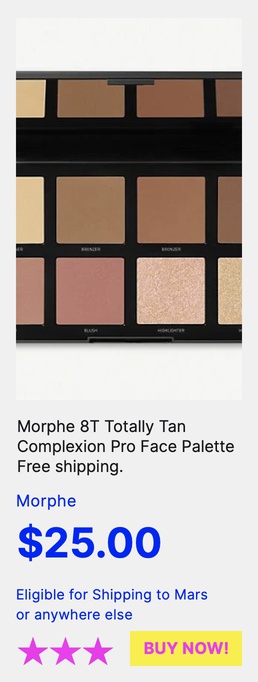 BRONZER
BRONZER
BLUSH
HIGHLIGHTER
Morphe 8T Totally Tan
Complexion Pro Face Palette
Free shipping.
Morphe
$25.00
Eligible for Shipping to Mars
or anywhere else
BUY NOW!